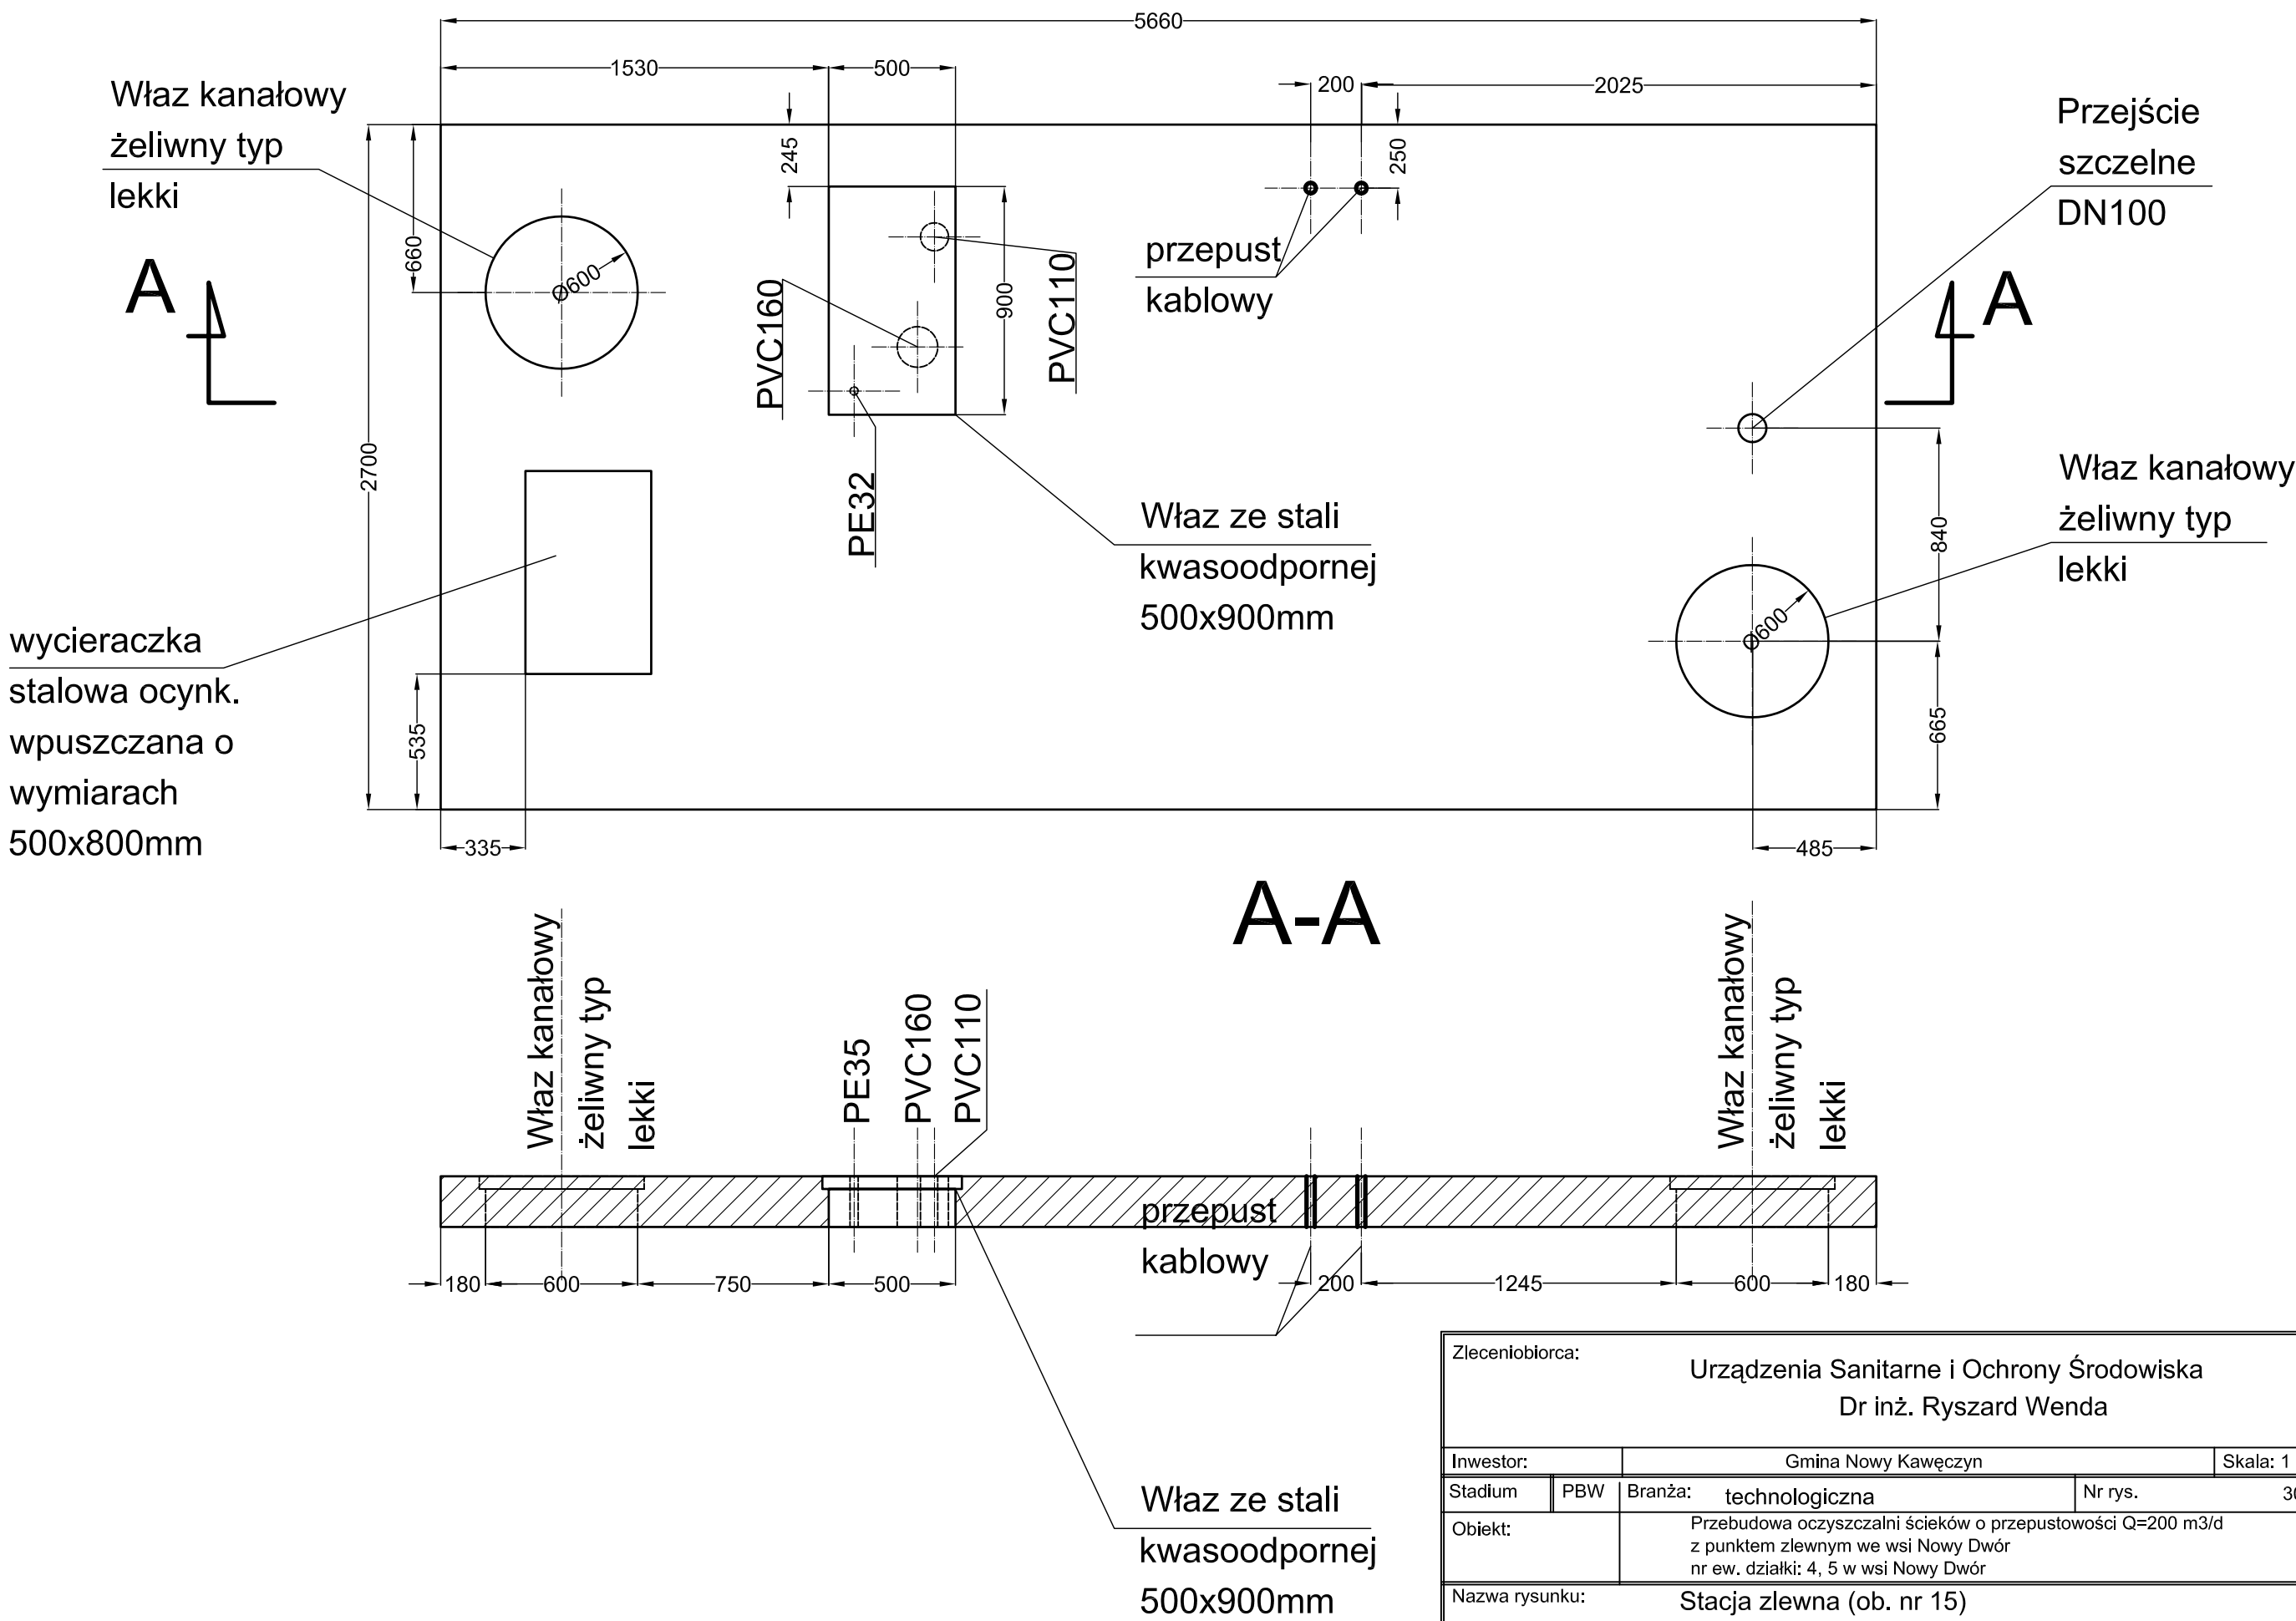 5660
1530
500
200
2025
Właz kanałowy
żeliwny typ
lekki
245
250
Przejście
szczelne
DN100
660
Ø600
A
A
900
PVC160
PVC110
przepust
kablowy
2700
PE32
Właz ze stali
kwasoodpornej
500x900mm
840
Właz kanałowy
żeliwny typ
lekki
Ø600
wycieraczka
stalowa ocynk.
wpuszczana o
wymiarach
500x800mm
535
665
335
485
A-A
Właz kanałowy
żeliwny typ
lekki
PE35
PVC160
PVC110
Właz kanałowy
żeliwny typ
lekki
przepust
kablowy
180
600
750
500
200
1245
600
180
Właz ze stali
kwasoodpornej
500x900mm
Zleceniobiorca:
Urządzenia Sanitarne i Ochrony Środowiska
Dr inż. Ryszard Wenda
Inwestor:
Gmina Nowy Kawęczyn
Skala: 1
Stadium
PBW
Branża:
technologiczna
Nr rys.
Obiekt:
Przebudowa oczyszczalni ścieków o przepustowości Q=200 m3/d
z punktem zlewnym we wsi Nowy Dwór
nr ew. działki: 4, 5 w wsi Nowy Dwór
Nazwa rysunku:
Stacja zlewna (ob. nr 15)